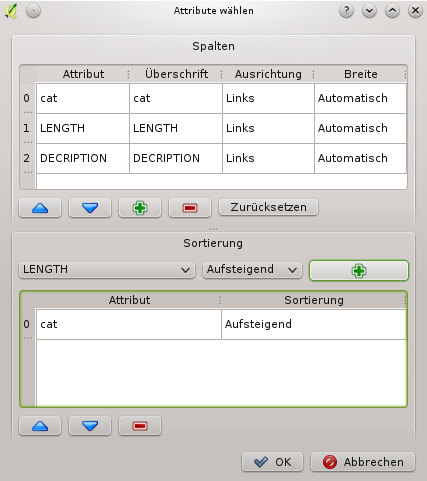 Attribute wählen
Spalten
Attribut Überschrift Ausrichtung Breite
0 cat cat Links Automatisch
1 LENGTH LENGTH Links Automatisch
2 DECRIPTION DECRIPTION Links Automatisch
Zurücksetzen
Sortierung
LENGTH Aufsteigend
Attribut Sortierung
0 cat Aufsteigend
OK Abbrechen